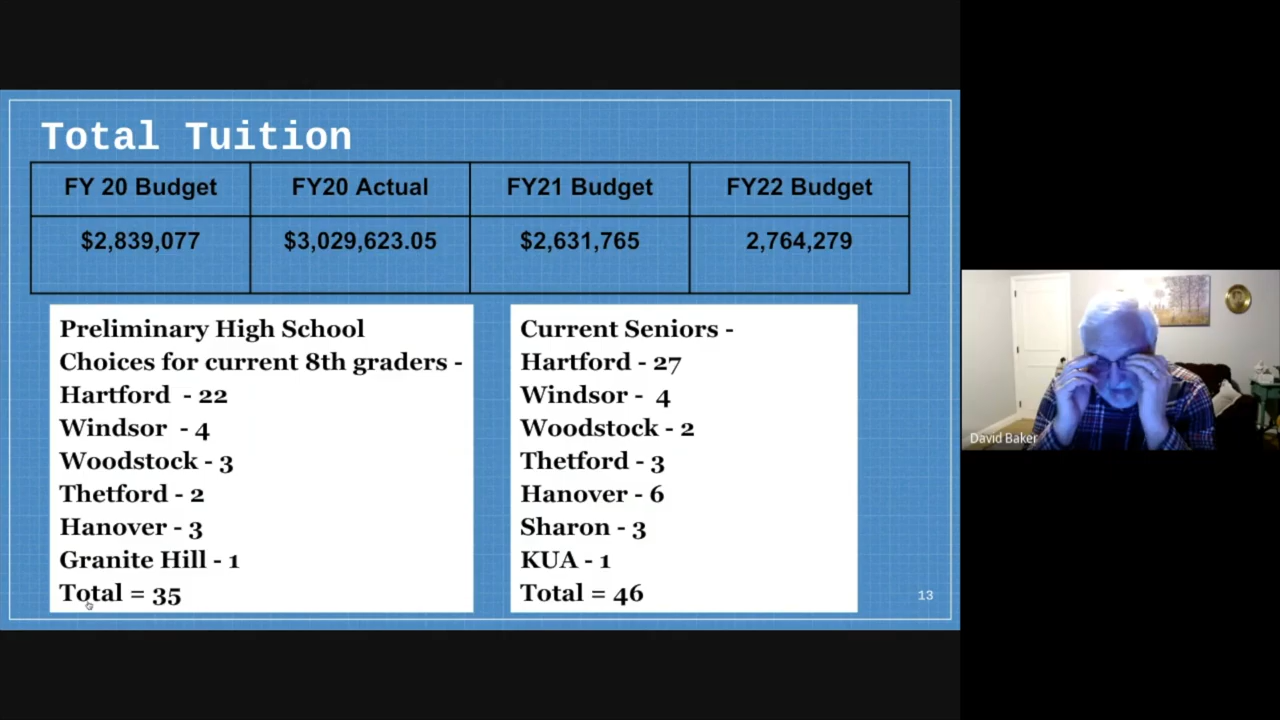 Total Tuition
FY 20 Budget FY20 Actual FY21 Budget FY22 Budget
$2,839,077 $3,029,623.05 $2,631,765 2,764,279
Preliminary High School
Choices for current 8th graders -
Hartford - 22
Windsor - 4
Woodstock - 3
Thetford - 2
Hanover - 3
Granite Hill - 1
Total = 35
Current Seniors -
Hartford - 27
Windsor - 4
Woodstock - 2
Thetford - 3
Hanover - 6
Sharon - 3
KUA - 1
Total = 46
13
David Baker